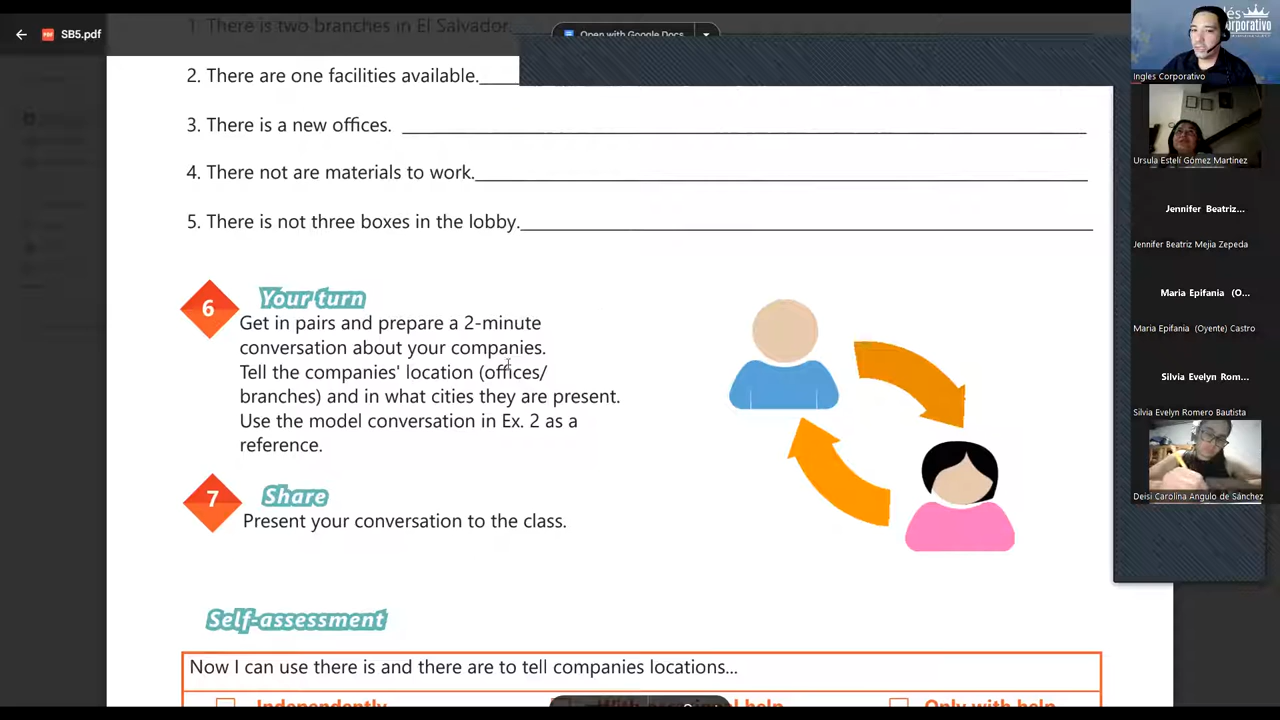 SB5.pdf
Open with Google Docs
1. There is two branches in El Salvador.
2. There are one facilities available.
3. There is a new offices.
4. There not are materials to work.
5. There is not three boxes in the lobby.
6
Your turn
Get in pairs and prepare a 2-minute
conversation about your companies.
Tell the companies' location (offices/
branches) and in what cities they are present.
Use the model conversation in Ex. 2 as a
reference.
7
Share
Present your conversation to the class.
Self-assessment
Now I can use there is and there are to tell companies locations...
Independently
Only with help
orporativo
Ingles Corporativo
Ursula Estelí Gómez Martinez
Jennifer Beatriz...
Jennifer Beatriz Mejia Zepeda
Maria Epifania (O...
Maria Epifania (Oyente) Castro
Silvia Evelyn Rom...
Silvia Evelyn Romero Bautista
Deisi Carolina Angulo de Sánchez